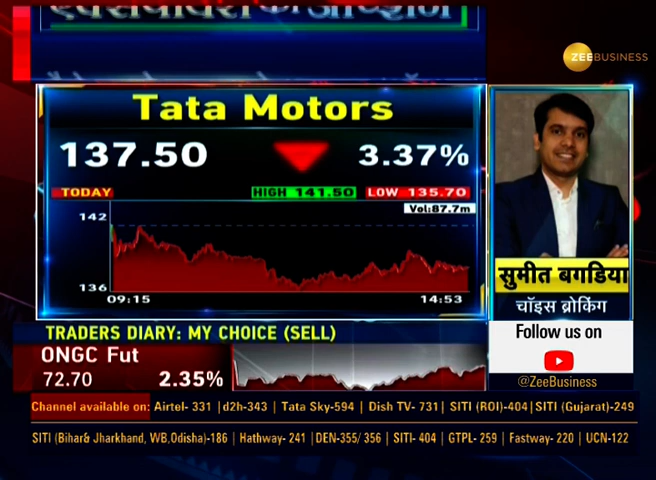 ZEEBUSINESS
Tata Motors
137.50 3.37%
TODAY HIGH 141.50 LOW 135.70
Vol:87.7m
142
136
09:15 14:53
सुमीत बगडिया
चॉइस ब्रोकिंग
TRADERS DIARY: MY CHOICE (SELL)
ONGC Fut
72.70 2.35%
Follow us on
@ZeeBusiness
Channel available on: Airtel- 331 |d2h-343 | Tata Sky-594 | Dish TV- 731| SITI (ROI)-404|SITI (Gujarat)-249
SITI (Bihar& Jharkhand, WB,Odisha)-186 | Hathway- 241 |DEN-355/ 356 | SITI- 404 | GTPL- 259 | Fastway- 220 | UCN-122